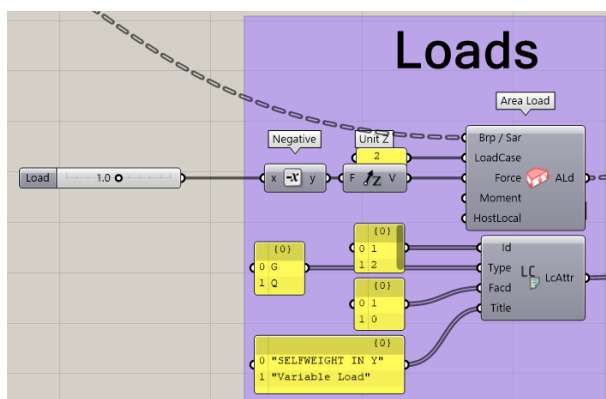 Loads
Area Load
Negative
Unit Z
2
Brp / Sar
LoadCase
Force
Moment
HostLocal
ALd
Load
1.0
x
-x
y
F
Z
V
{0}
0 G
1 Q
{0}
0 1
1 2
{0}
0 1
1 0
{0}
0 "SELFWEIGHT IN Y"
1 "Variable Load"
Id
Type
Facd
Title
LC
LcAttr